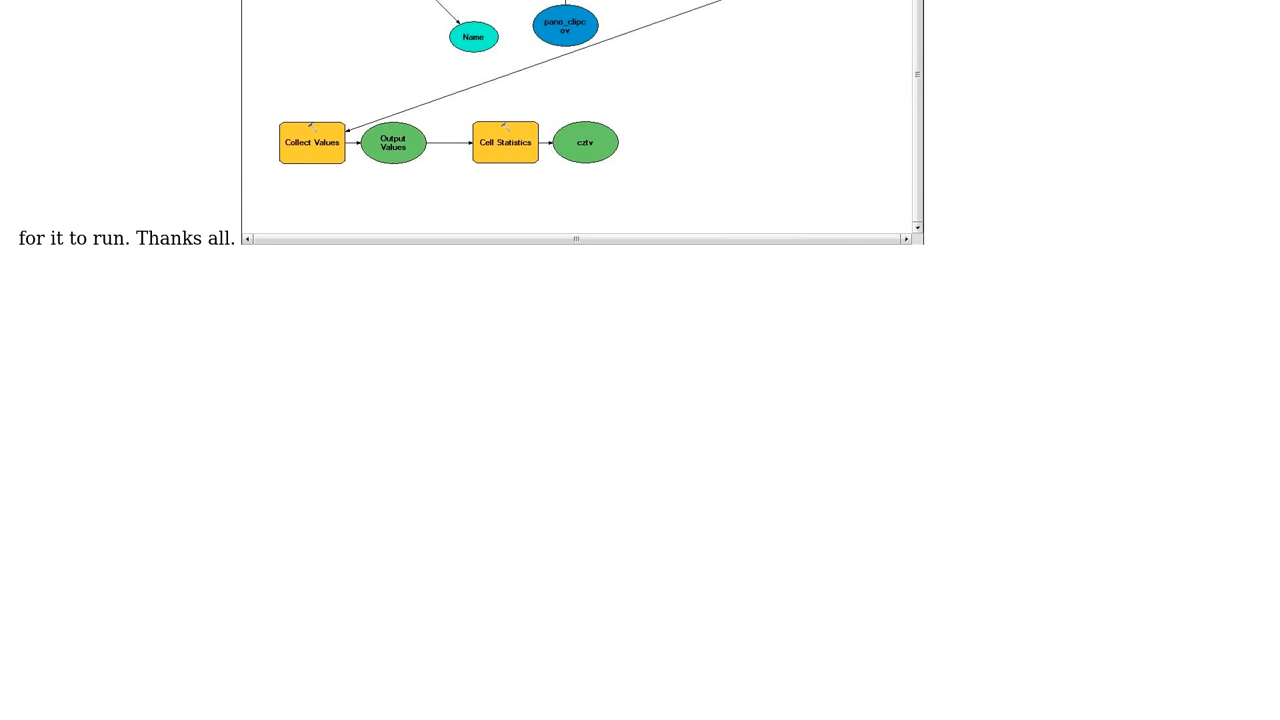 pano_clipc
ov
Name
Collect Values
Output
Values
Cell Statistics
cztv
for it to run. Thanks all.